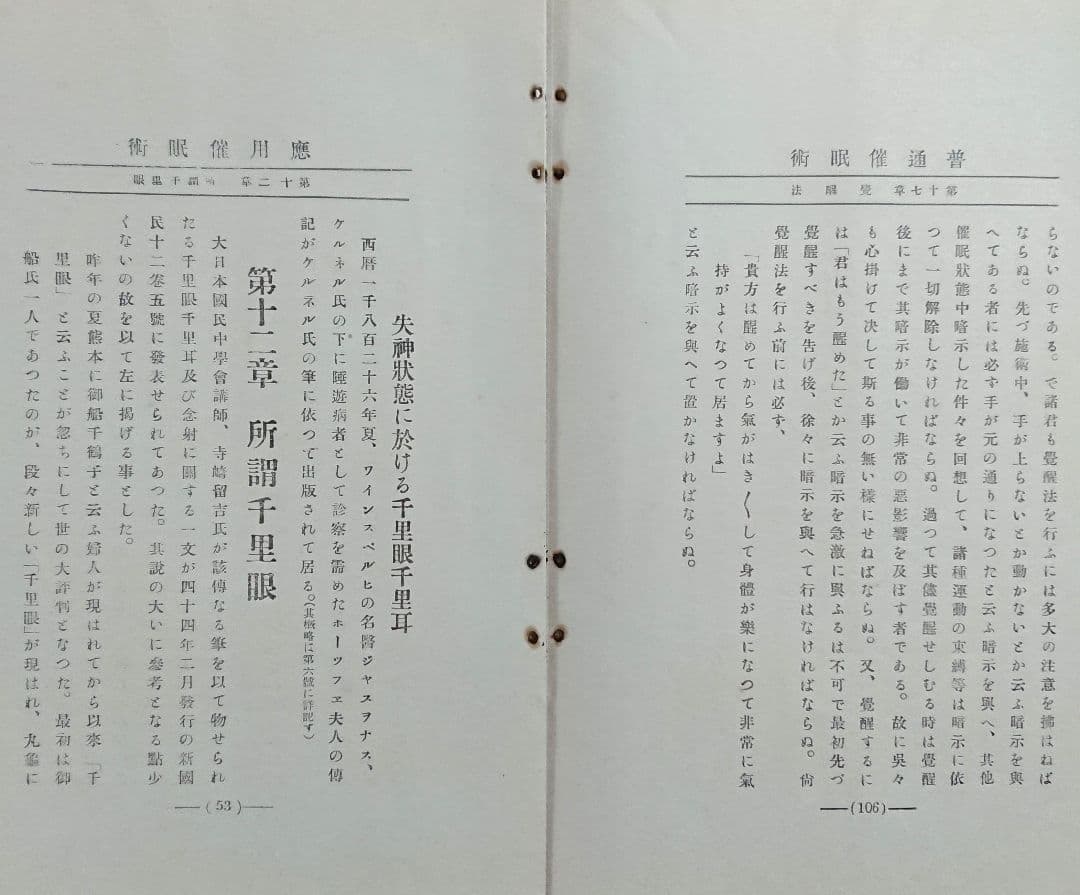 普通催眠術
第十七章 覺醒法
らないのである。で諸君も覺醒法を行ふには多大の注意を拂はねば
ならぬ。先づ施術中、手が上らないとか動かないとか云ふ暗示を與
へてある者には必ず手が元の通りになつたと云ふ暗示を與へ、其他
催眠狀態中暗示した件々を回想して、諸種運動の束縛等は暗示に依
つて一切解除しなければならぬ。過つて其儘覺醒せしむる時は覺醒
後にまで其暗示が働いて非常の惡影響を及ぼす者である。故に吳々
も心掛けて決して斯る事の無い樣にせねばならぬ。又、覺醒するに
は「君はもう醒めた」とか云ふ暗示を急激に與ふるは不可で最初先づ
覺醒すべきを告げ後、徐々に暗示を與へて行はなければならぬ。尙
覺醒法を行ふ前には必ず、
「貴方は醒めてから氣がはき〱して身體が樂になつて非常に氣
持がよくなつて居ますよ」
と云ふ暗示を與へて置かなければならぬ。
(106)
應用催眠術
第十二章 所謂千里眼
失神狀態に於ける千里眼千里耳
西曆一千八百二十六年夏、ワインスペルヒの名醫ジヤスヲナス、
ケルネル氏の下に睡遊病者として診察を需めたホーツフエ夫人の傳
記がケルネル氏の筆に依つて出版されて居る。(其槪略に第六號に詳記す)
第十二章 所謂千里眼
大日本國民中學會講師、寺崎留吉氏が該傳なる筆を以て物せられ
たる千里眼千里耳及び念射に關する一文が四十四年二月發行の新國
民十二卷五號に發表せられてあつた。其說の大いに參考となる點少
くないの故を以て左に揭げる事とした。
昨年の夏熊本に御船千鶴子と云ふ婦人が現はれてから以來「千
里眼」と云ふことが忽ちにして世の大評判となつた。最初は御
船氏一人であつたのが、段々新しい「千里眼」が現はれ、丸龜に
(53)